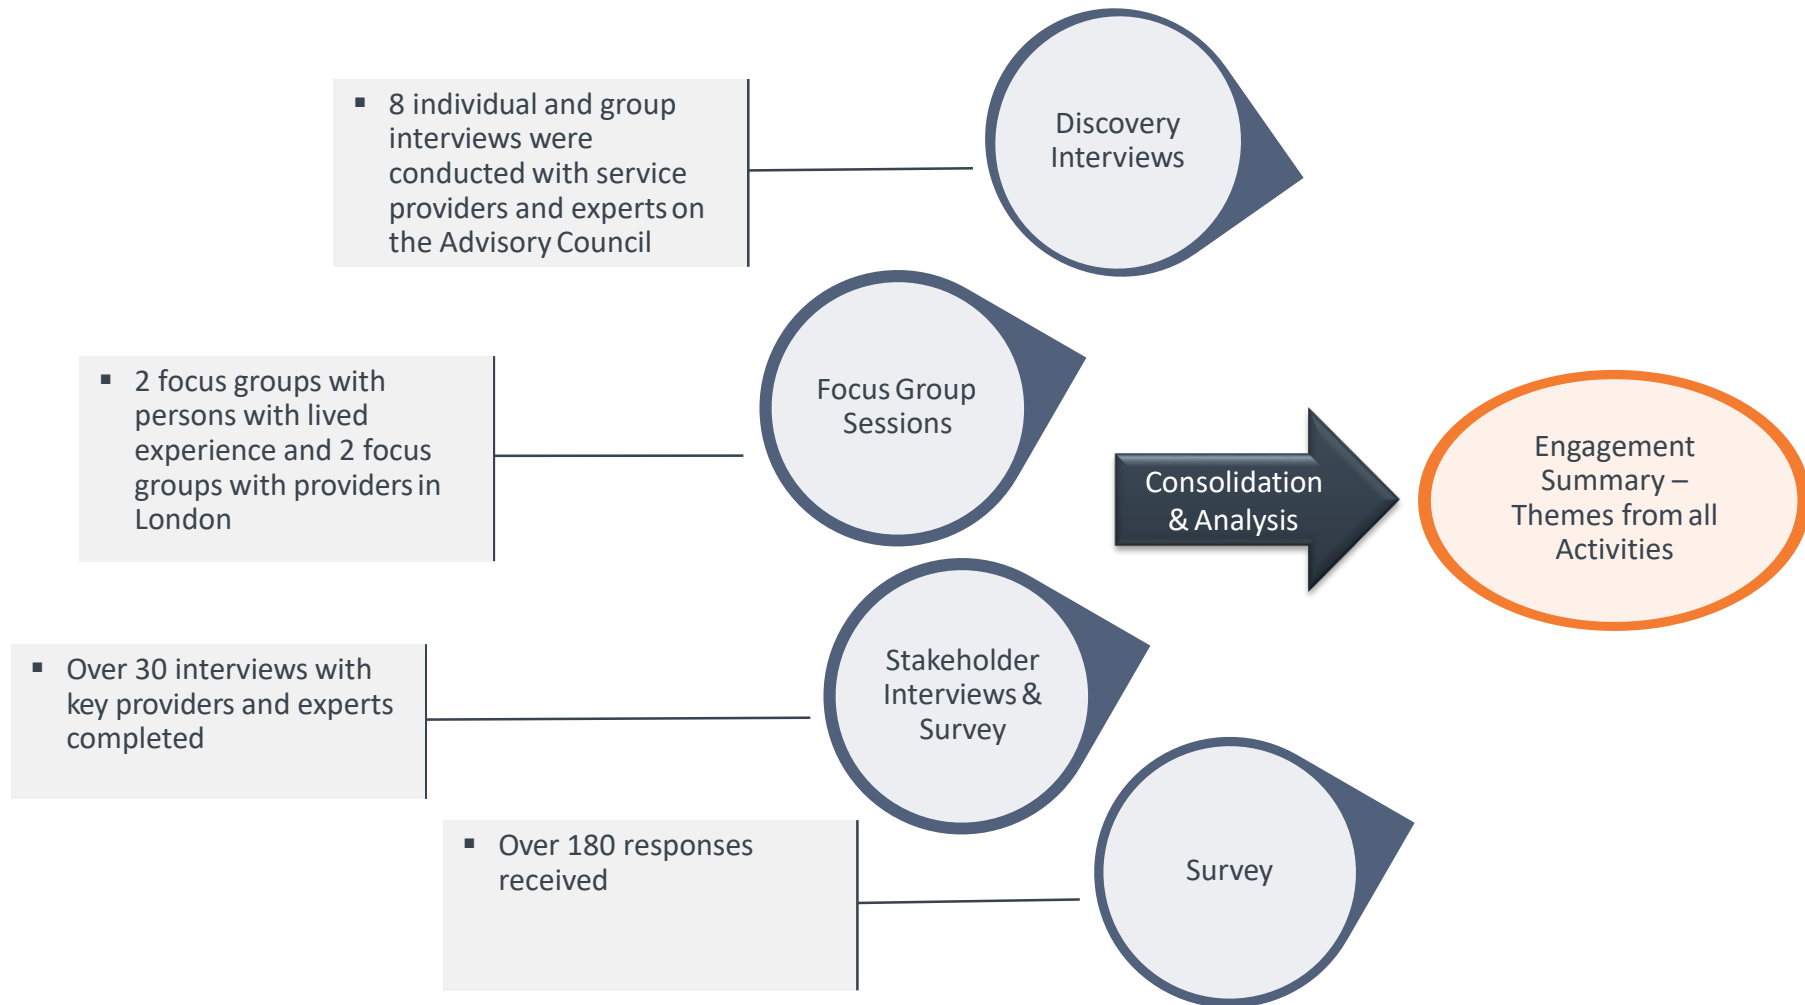 ▪ 8 individual and group
interviews were
conducted with service
providers and experts on
the Advisory Council
Discovery
Interviews
▪ 2 focus groups with
persons with lived
experience and 2 focus
groups with providers in
London
Focus Group
Sessions
▪ Over 30 interviews with
key providers and experts
completed
Stakeholder
Interviews &
Survey
▪ Over 180 responses
received
Survey
Consolidation
& Analysis
Engagement
Summary –
Themes from all
Activities